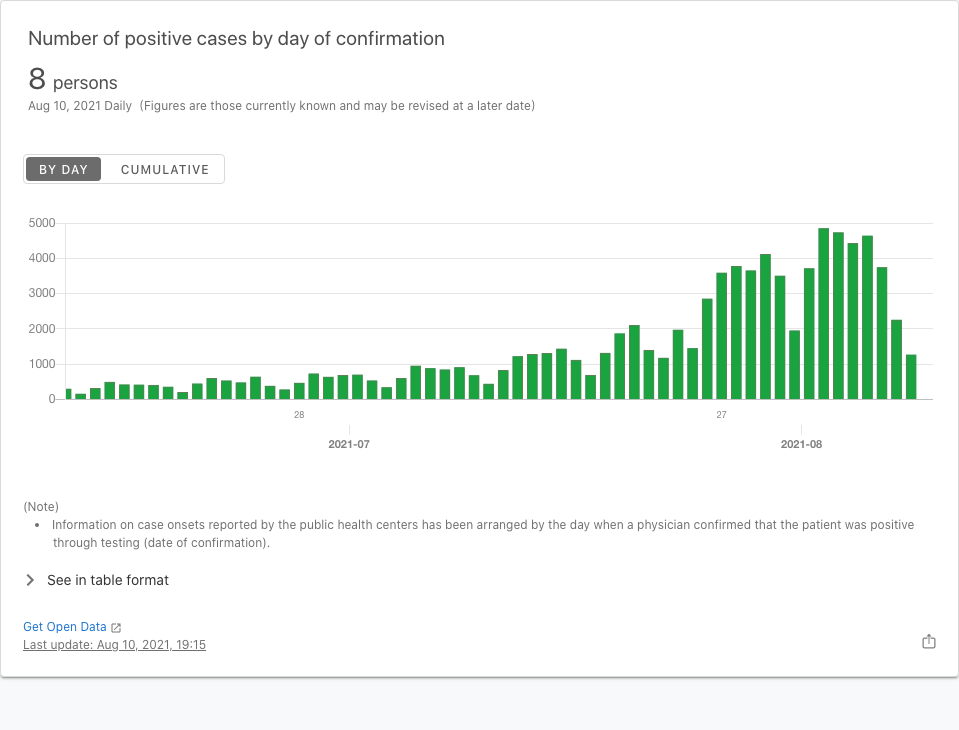 Number of positive cases by day of confirmation
8 persons
Aug 10, 2021 Daily (Figures are those currently known and may be revised at a later date)
BY DAY CUMULATIVE
5000
4000
3000
2000
1000
0
28 27
2021-07 2021-08
(Note)
• Information on case onsets reported by the public health centers has been arranged by the day when a physician confirmed that the patient was positive
through testing (date of confirmation).
See in table format
Get Open Data
Last update: Aug 10, 2021, 19:15